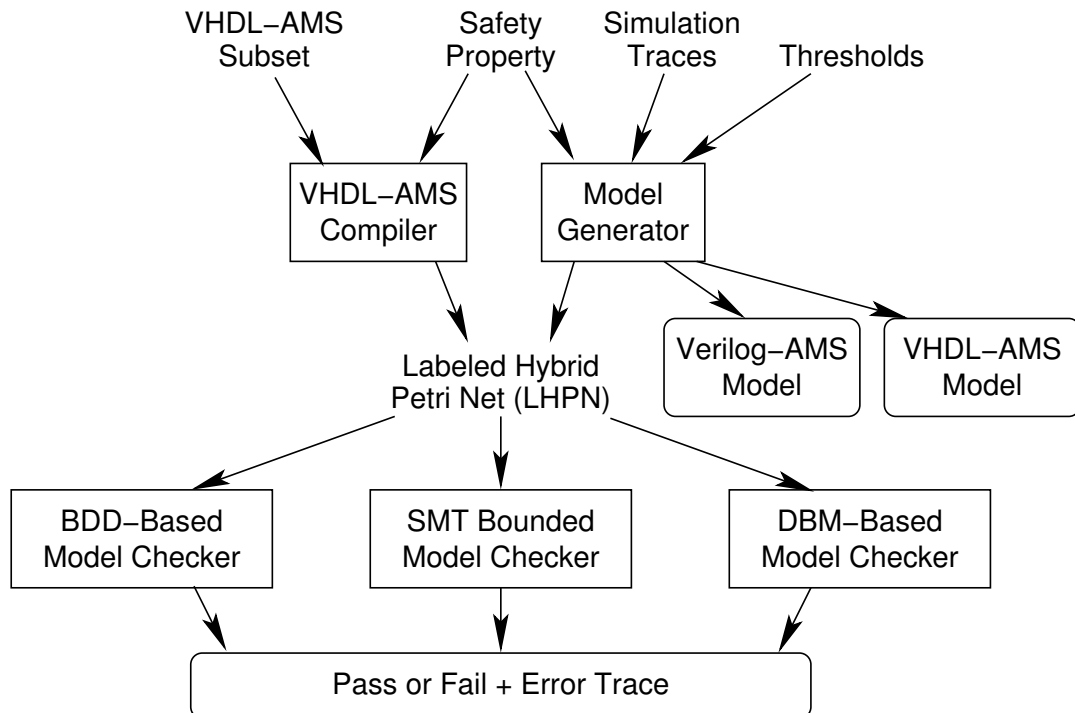 VHDL–AMS
Subset
Safety
Property
Simulation
Traces
Thresholds
VHDL–AMS
Compiler
Model
Generator
Verilog–AMS
Model
VHDL–AMS
Model
Labeled Hybrid
Petri Net (LHPN)
BDD–Based
Model Checker
SMT Bounded
Model Checker
DBM–Based
Model Checker
Pass or Fail + Error Trace